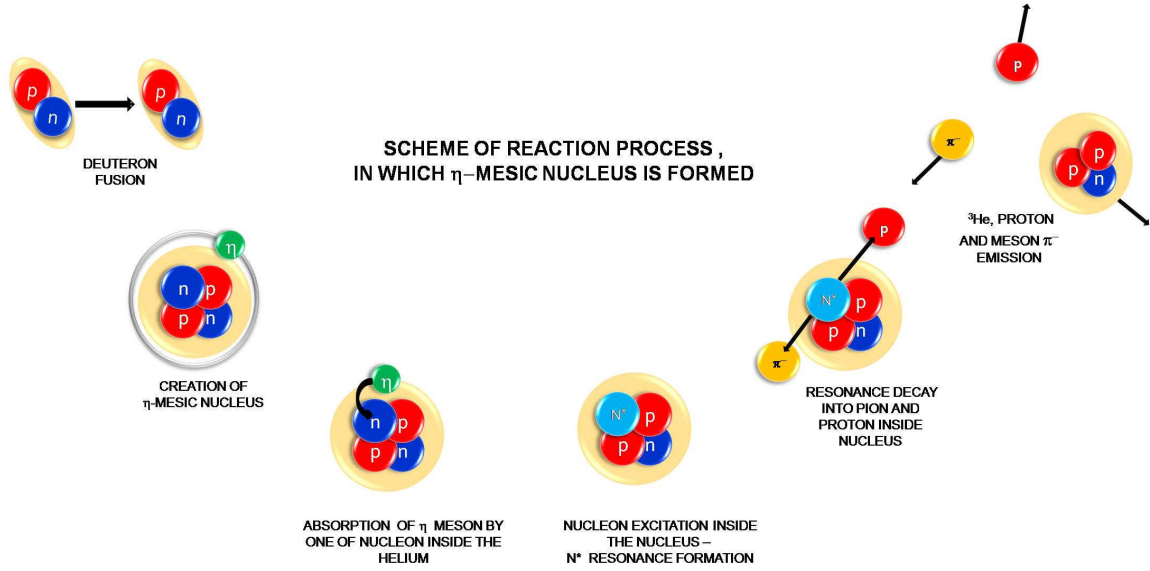 SCHEME OF REACTION PROCESS ,
IN WHICH η–MESIC NUCLEUS IS FORMED
p
n
p
n
DEUTERON
FUSION
η
n
p
p
n
CREATION OF
η-MESIC NUCLEUS
η
n
p
p
n
ABSORPTION OF η MESON BY
ONE OF NUCLEON INSIDE THE
HELIUM
N*
p
p
n
NUCLEON EXCITATION INSIDE
THE NUCLEUS –
N* RESONANCE FORMATION
p
N*
p
p
n
π⁻
RESONANCE DECAY
INTO PION AND
PROTON INSIDE
NUCLEUS
p
π⁻
p
p
n
³He, PROTON
AND MESON π⁻
EMISSION